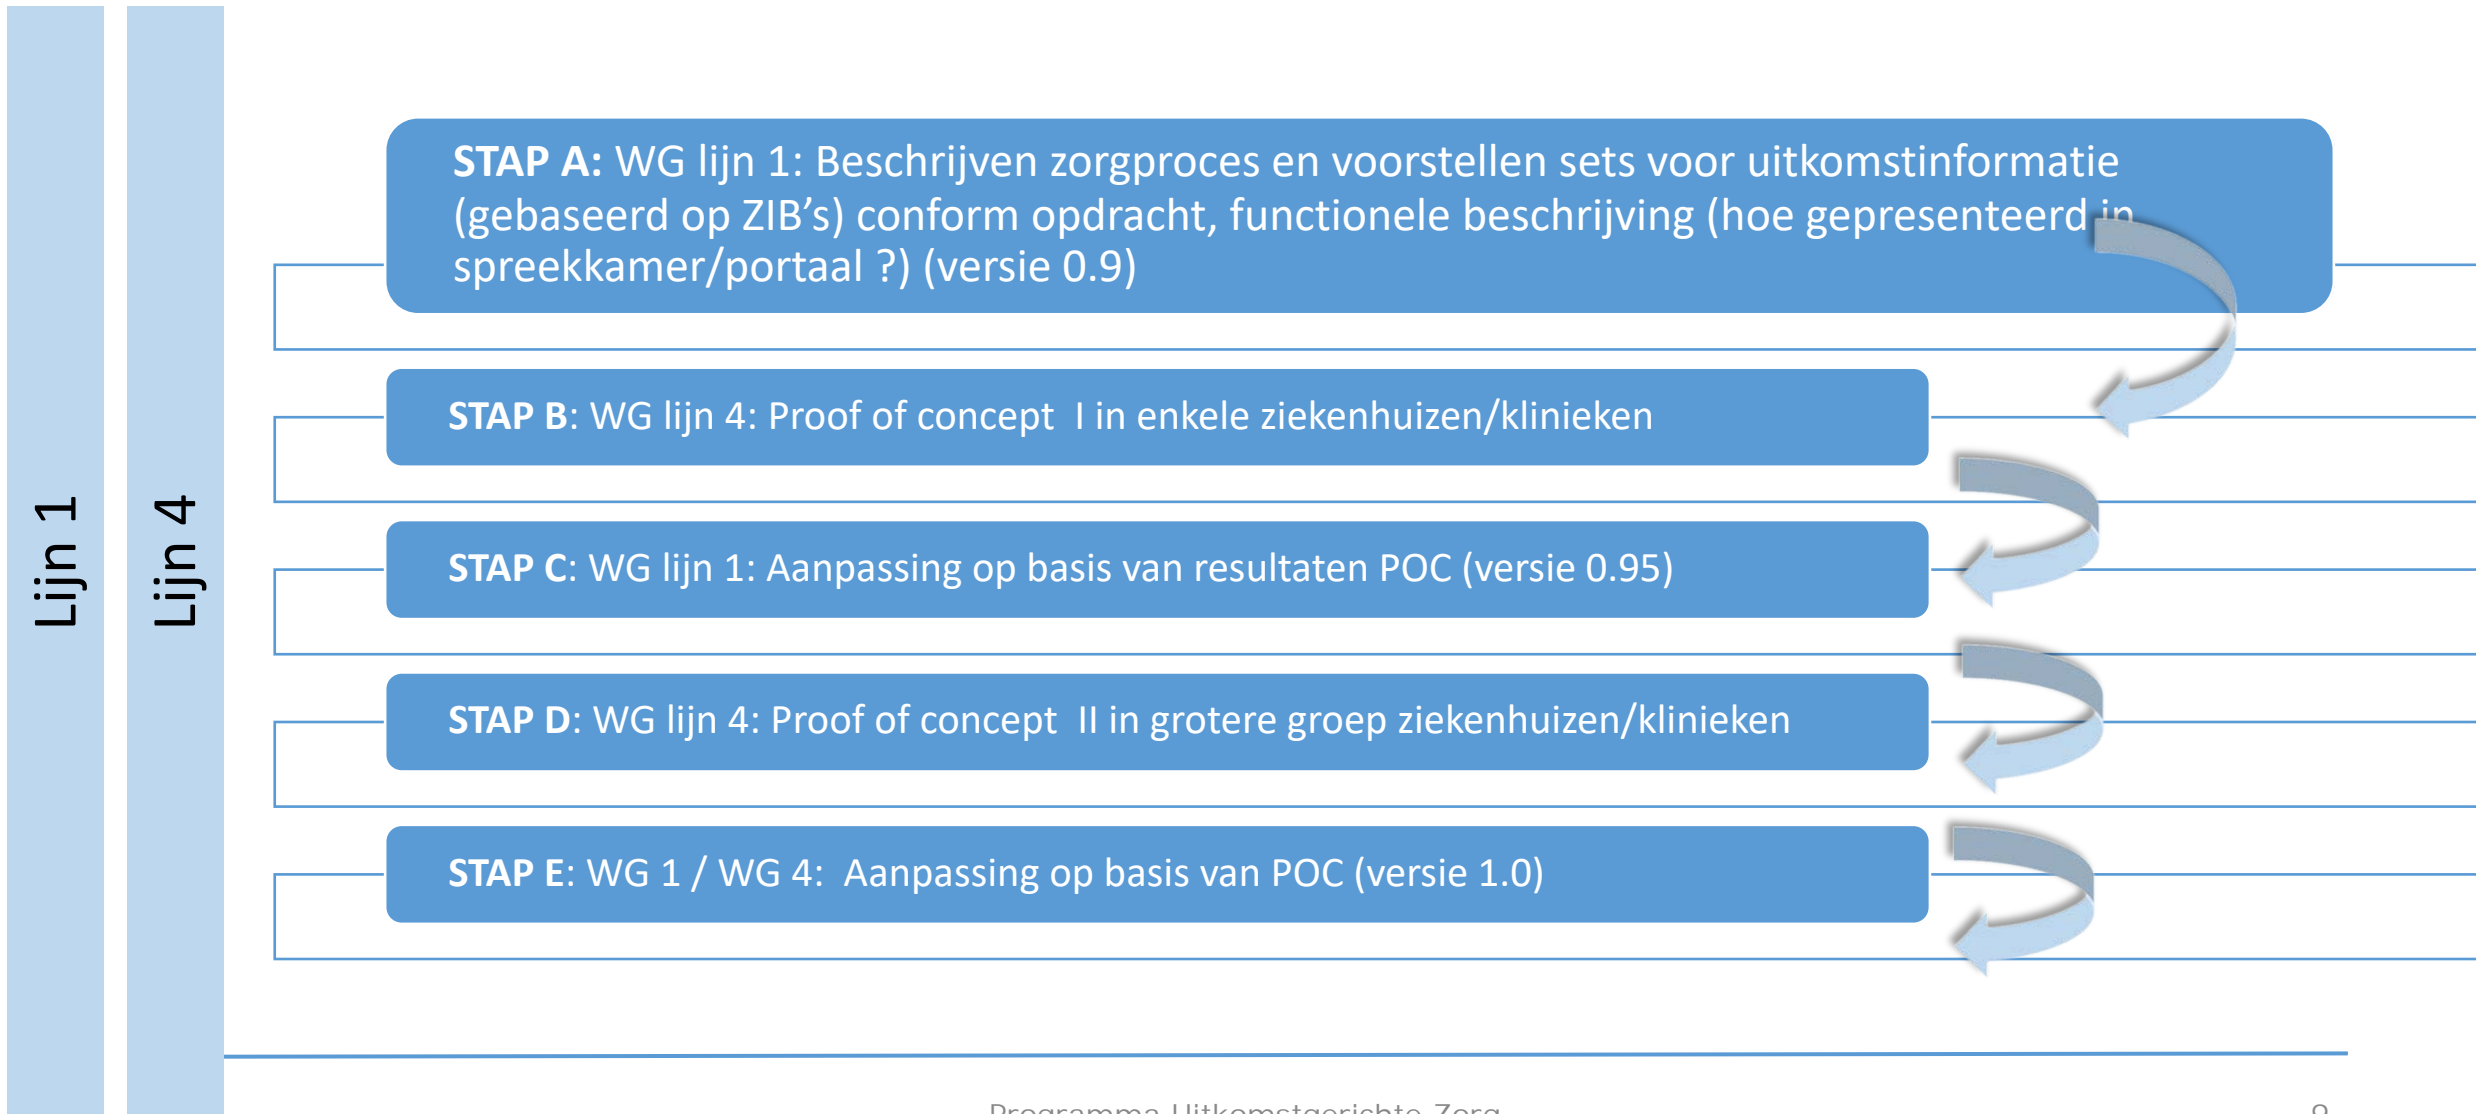 Lijn 1
Lijn 4
STAP A: WG lijn 1: Beschrijven zorgproces en voorstellen sets voor uitkomstinformatie
(gebaseerd op ZIB’s) conform opdracht, functionele beschrijving (hoe gepresenteerd in
spreekkamer/portaal ?) (versie 0.9)
STAP B: WG lijn 4: Proof of concept  I in enkele ziekenhuizen/klinieken
STAP C: WG lijn 1: Aanpassing op basis van resultaten POC (versie 0.95)
STAP D: WG lijn 4: Proof of concept  II in grotere groep ziekenhuizen/klinieken
STAP E: WG 1 / WG 4:  Aanpassing op basis van POC (versie 1.0)
Programma Uitkomstgerichte Zorg